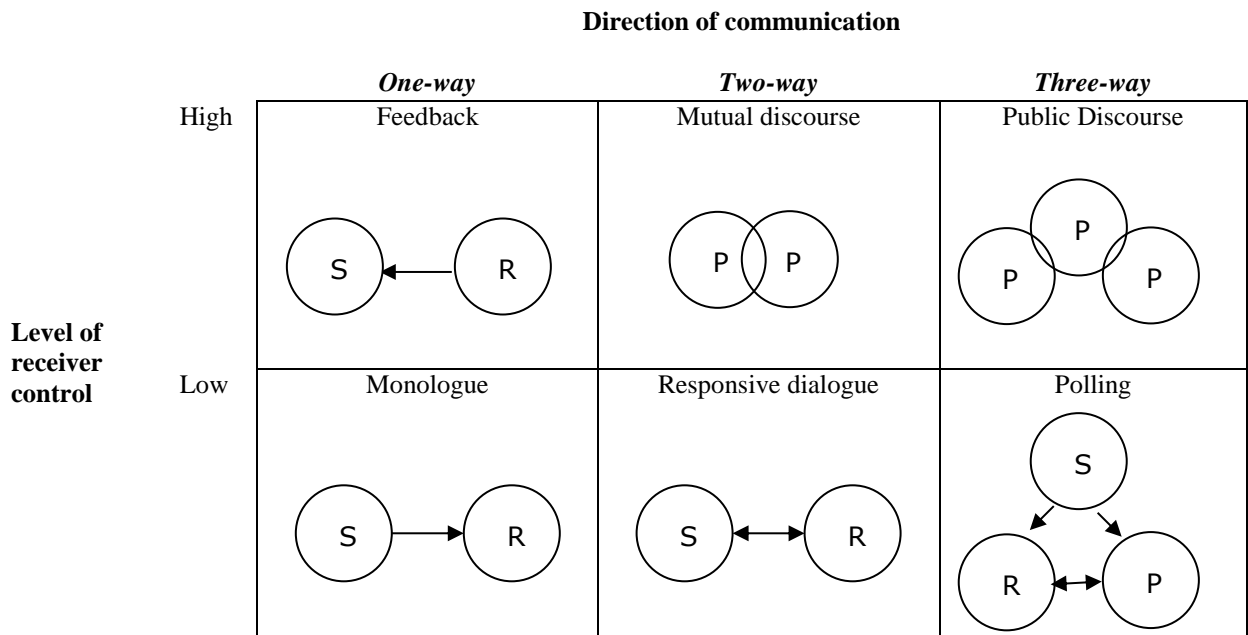 Direction of communication
One-way Two-way Three-way
High Feedback Mutual discourse Public Discourse
P
S R P P P P
Level of
receiver
control
Low Monologue Responsive dialogue Polling
S
S R S R
R P